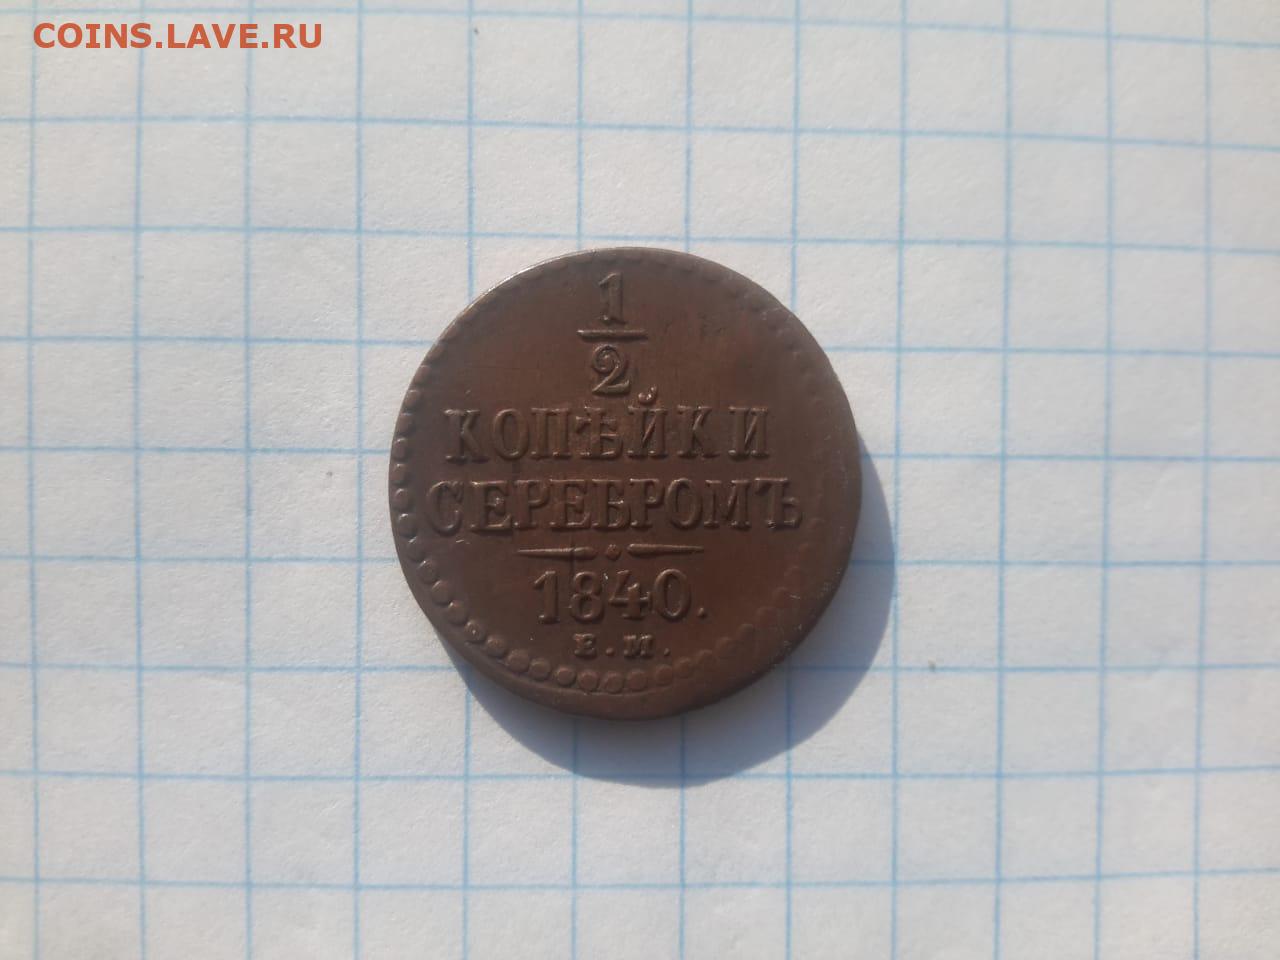 COINS.LAVE.RU
1
2
КОПѢЙКИ
СЕРЕБРОМЪ
1840.
Е.М.